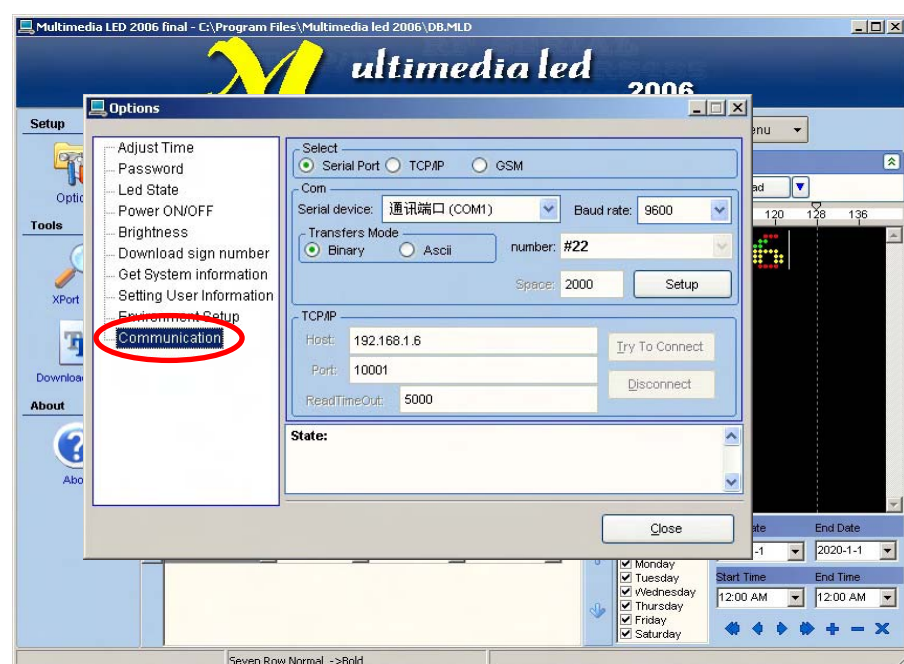 Multimedia LED 2006 final - C:\Program Files\Multimedia led 2006\DB.MLD
Multimedia led
2006
Setup
Tools
XPort
About
Options
Adjust Time
Password
Led State
Power ON/OFF
Brightness
Download sign number
Get System information
Setting User Information
Environment Setup
Communication
Select
Serial Port TCP/IP GSM
Com
Serial device: 通讯端口 (COM1) Baud rate: 9600
Transfers Mode
Binary Ascii number: #22
Space: 2000 Setup
TCP/IP
Host: 192.168.1.6 Try To Connect
Port: 10001
Disconnect
ReadTimeOut: 5000
State:
Close
120 128 136
End Date
-1 2020-1-1
Monday
Tuesday Start Time End Time
Wednesday
Thursday 12:00 AM 12:00 AM
Friday
Saturday
Seven Row Normal ->Bold